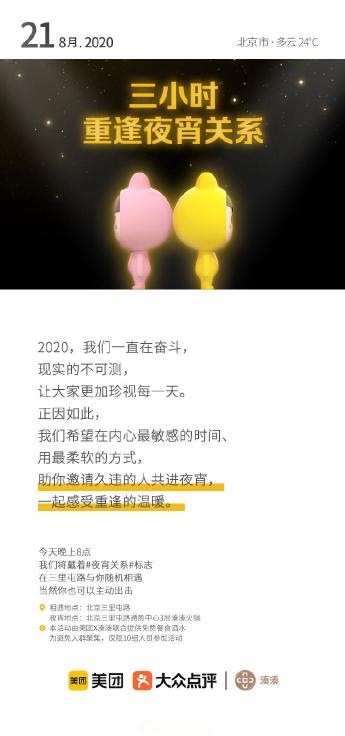 21 8月. 2020
北京市·多云 24°C
三小时
重逢夜宵关系
2020，我们一直在奋斗，
现实的不可测，
让大家更加珍视每一天。
正因如此，
我们希望在内心最敏感的时间、
用最柔软的方式，
助你邀请久违的人共进夜宵，
一起感受重逢的温暖。
今天晚上8点
我们将戴着#夜宵关系#标志
在三里屯路与你随机相遇
当然你也可以主动出击
相遇地点：北京三里屯路
夜宵地点：北京三里屯路通盈中心3层湊湊火锅
本活动由美团X湊湊联合提供免费餐食酒水
为避免人群聚集，仅限10组人员参加活动
美团 美团 大众点评 湊湊